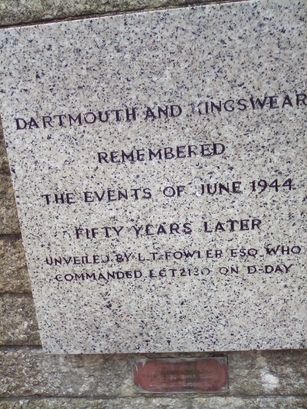 DARTMOUTH AND KINGSWEAR
REMEMBERED
THE EVENTS OF JUNE 1944
FIFTY YEARS LATER
UNVEILED BY L.T. FOWLER ESQ. WHO
COMMANDED LCT2130 ON D-DAY